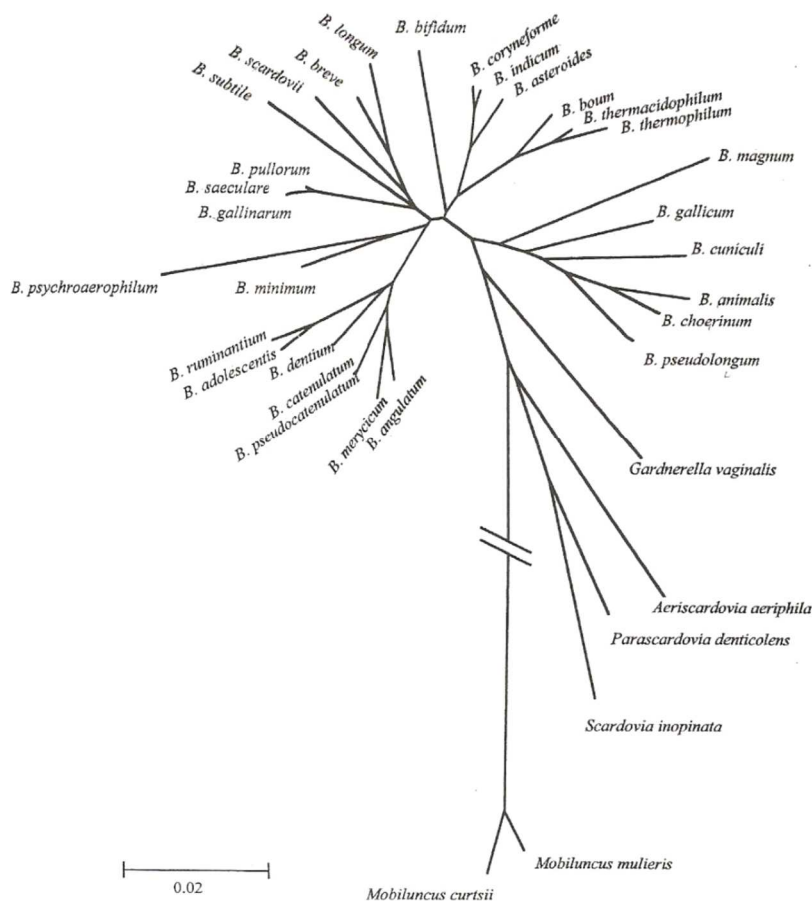 B. longum
B. bifidum
B. coryneforme
B. indicum
B. asteroides
B. breve
B. scardovii
B. subtile
B. boum
B. thermacidophilum
B. thermophilum
B. magnum
B. pullorum
B. saeculare
B. gallinarum
B. gallicum
B. cuniculi
B. psychroaerophilum
B. minimum
B. animalis
B. choerinum
B. pseudolongum
B. ruminantium
B. adolescentis
B. dentium
B. catenulatum
B. pseudocatenulatum
B. merycicum
B. angulatum
Gardnerella vaginalis
Aeriscardovia aeriphila
Parascardovia denticolens
Scardovia inopinata
Mobiluncus mulieris
Mobiluncus curtsii
0.02